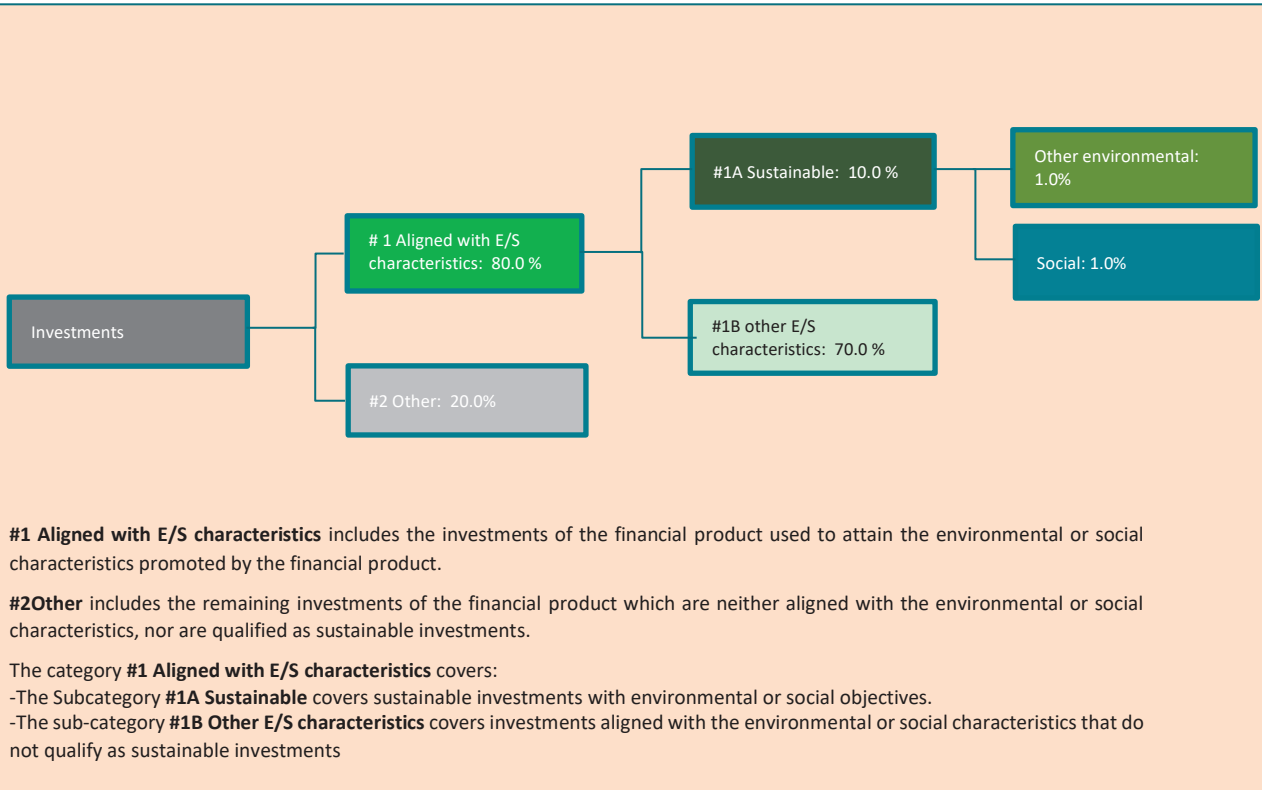 Investments
# 1 Aligned with E/S
characteristics:  80.0 %
#2 Other:  20.0%
#1A Sustainable:  10.0 %
#1B other E/S
characteristics:  70.0 %
Other environmental:
1.0%
Social: 1.0%
#1 Aligned with E/S characteristics includes the investments of the financial product used to attain the environmental or social
characteristics promoted by the financial product.
#2Other includes the remaining investments of the financial product which are neither aligned with the environmental or social
characteristics, nor are qualified as sustainable investments.
The category #1 Aligned with E/S characteristics covers:
-The Subcategory #1A Sustainable covers sustainable investments with environmental or social objectives.
-The sub-category #1B Other E/S characteristics covers investments aligned with the environmental or social characteristics that do
not qualify as sustainable investments